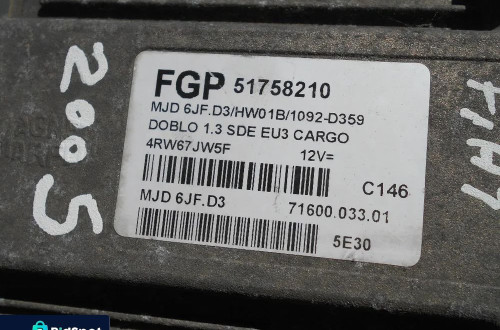 FGP 51758210
MJD 6JF.D3/HW01B/1092-D359
DOBLO 1.3 SDE EU3 CARGO
4RW67JW5F 12V=
C146
MJD 6JF.D3 71600.033.01
5E30
2005